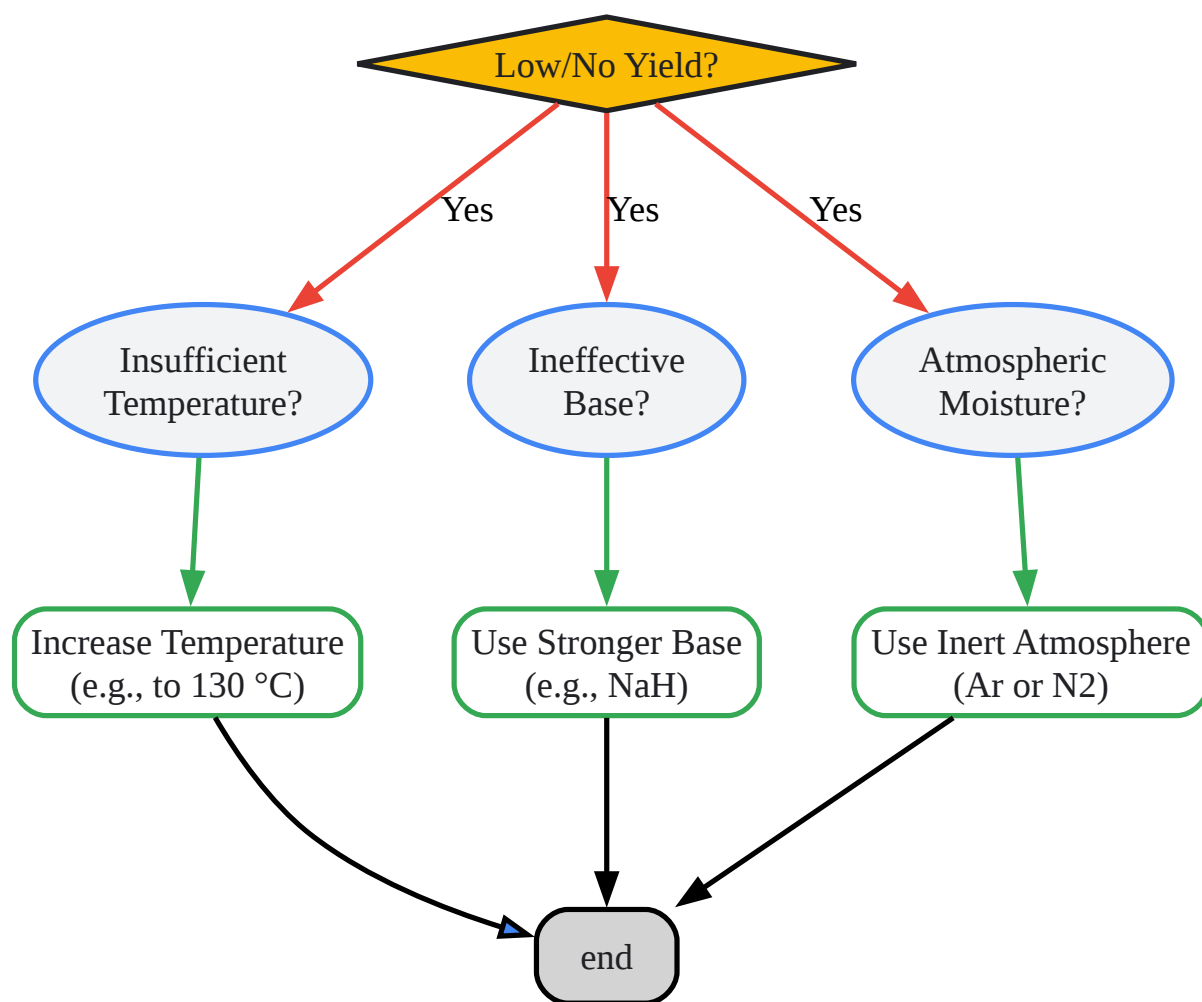 Low/No Yield?
Yes
Yes
Yes
Insufficient
Temperature?
Ineffective
Base?
Atmospheric
Moisture?
Increase Temperature
(e.g., to 130 °C)
Use Stronger Base
(e.g., NaH)
Use Inert Atmosphere
(Ar or N2)
end